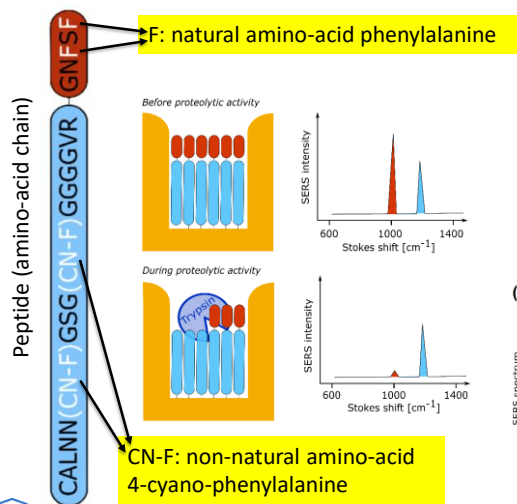 F: natural amino-acid phenylalanine
Peptide (amino-acid chain)
GNFSF
CALNN(CN-F)GSG(CN-F)GGGGVR
Before proteolytic activity
SERS intensity
600 1000 1400
Stokes shift [cm-1]
During proteolytic activity
Trypsin
SERS intensity
600 1000 1400
Stokes shift [cm-1]
(
SERS spectrum
CN-F: non-natural amino-acid
4-cyano-phenylalanine